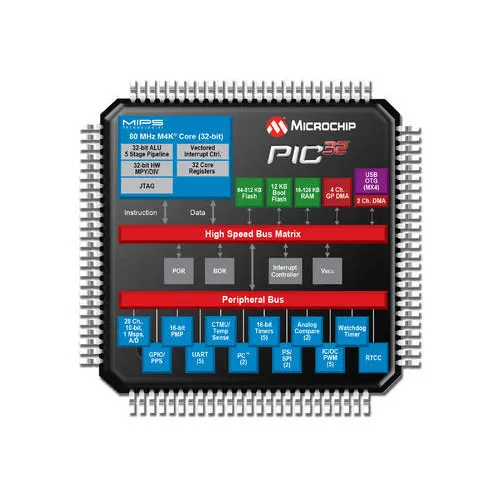 MIPS
TECHNOLOGIES
80 MHz M4K® Core (32-bit)
32-bit ALU
5 Stage Pipeline
Vectored
Interrupt Ctrl.
32-bit HW
MPY/DIV
32 Core
Registers
JTAG
MICROCHIP
PIC32
Instruction
Data
64-512 KB
Flash
12 KB
Boot
Flash
16-128 KB
RAM
4 Ch.
GP DMA
USB
OTG
(MX4)
2 Ch. DMA
High Speed Bus Matrix
POR
BOR
Interrupt
Controller
VREG
Peripheral Bus
28 Ch.
10-bit,
1 Msps,
A/D
16-bit
PMP
CTMU/
Temp
Sense
16-bit
Timers
(5)
Analog
Compare
(2)
Watchdog
Timer
GPIO/
PPS
UART
(5)
I²C™
(2)
I²S/
SPI
(2)
IC/OC
PWM
(5)
RTCC